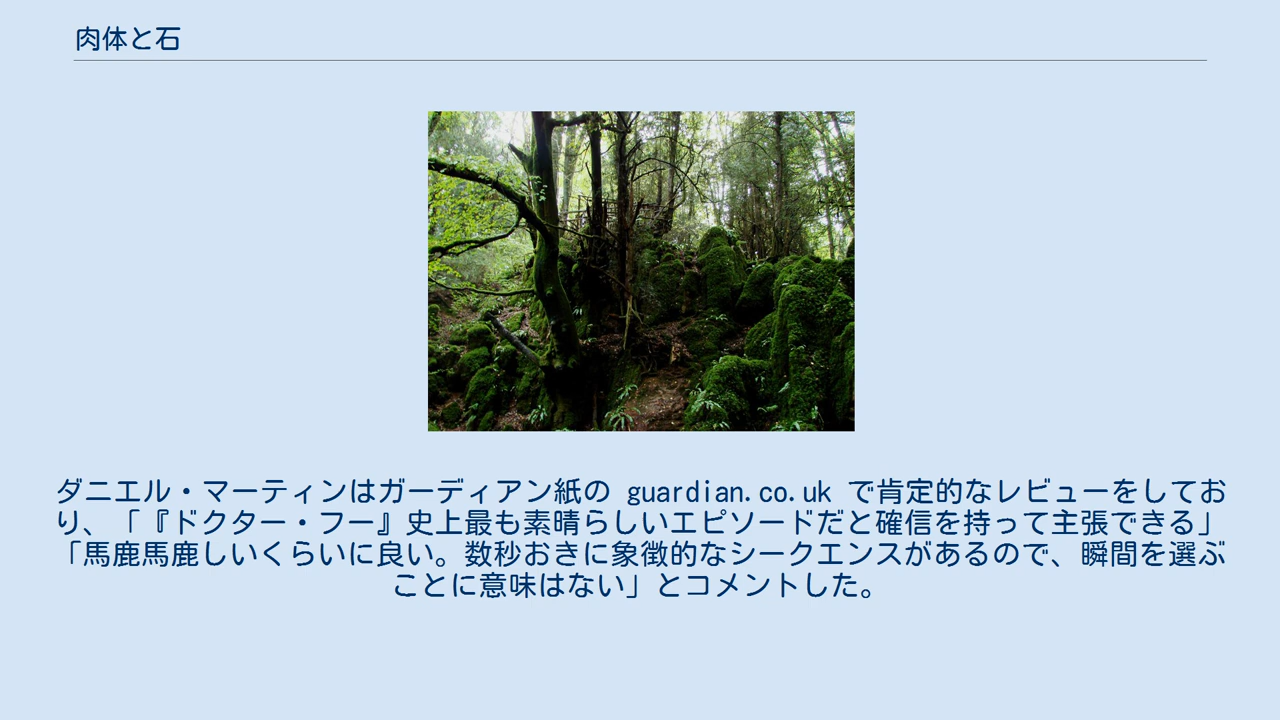 肉体と石
ダニエル・マーティンはガーディアン紙の guardian.co.uk で肯定的なレビューをしてお
り、「『ドクター・フー』史上最も素晴らしいエピソードだと確信を持って主張できる」
「馬鹿馬鹿しいくらいに良い。数秒おきに象徴的なシークエンスがあるので、瞬間を選ぶ
ことに意味はない」とコメントした。